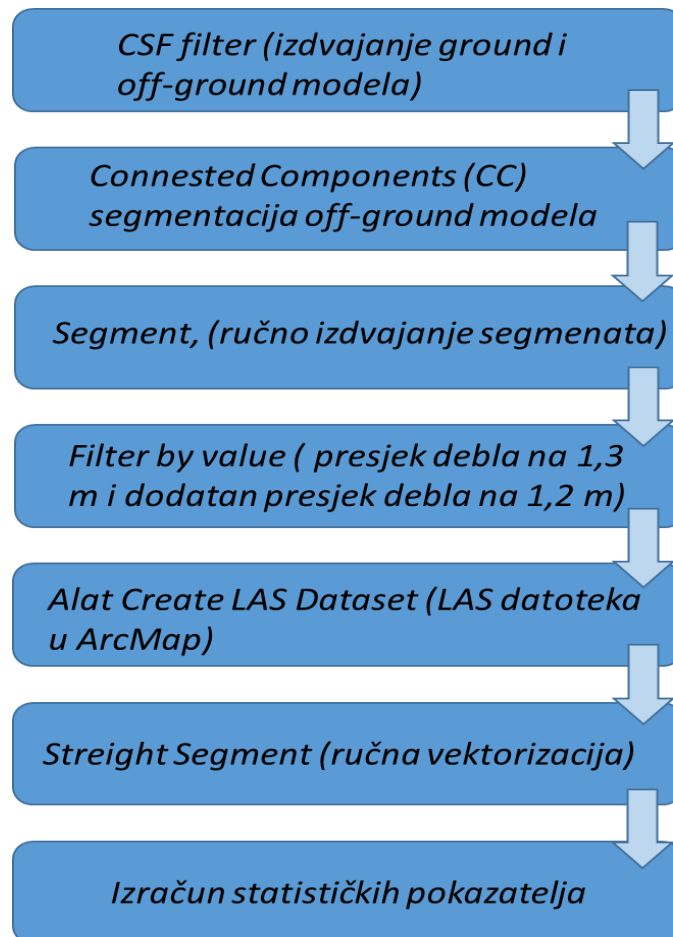 CSF filter (izdvajanje ground i
off-ground modela)
Connested Components (CC)
segmentacija off-ground modela
Segment, (ručno izdvajanje segmenata)
Filter by value ( presjek debla na 1,3
m i dodatan presjek debla na 1,2 m)
Alat Create LAS Dataset (LAS datoteka
u ArcMap)
Streight Segment (ručna vektorizacija)
Izračun statističkih pokazatelja